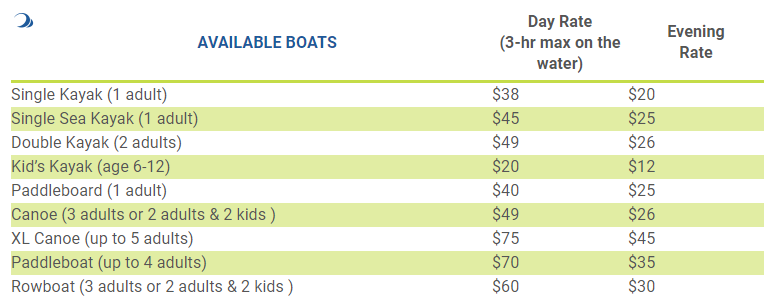 AVAILABLE BOATS
Day Rate
(3-hr max on the
water)
Evening
Rate
Single Kayak (1 adult) $38 $20
Single Sea Kayak (1 adult) $45 $25
Double Kayak (2 adults) $49 $26
Kid's Kayak (age 6-12) $20 $12
Paddleboard (1 adult) $40 $25
Canoe (3 adults or 2 adults & 2 kids ) $49 $26
XL Canoe (up to 5 adults) $75 $45
Paddleboat (up to 4 adults) $70 $35
Rowboat (3 adults or 2 adults & 2 kids ) $60 $30